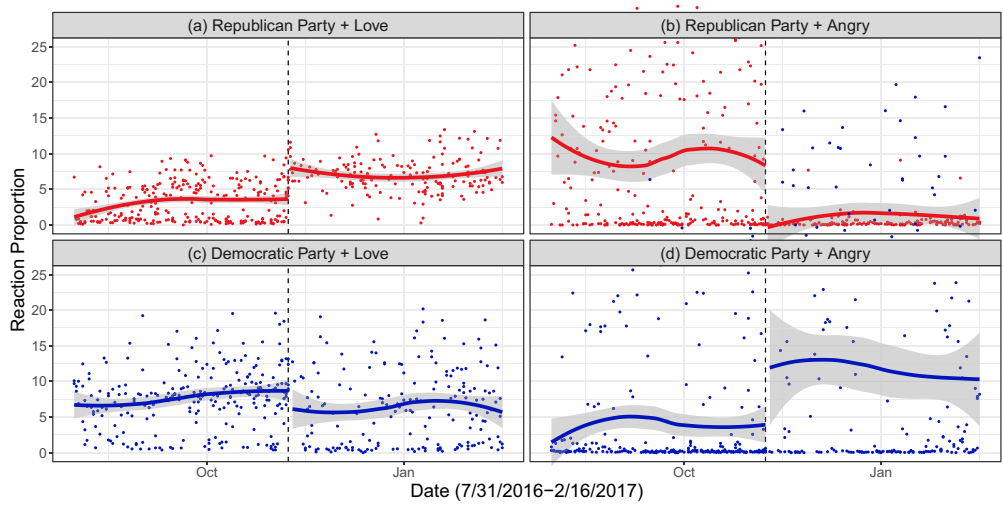 (a) Republican Party + Love
(b) Republican Party + Angry
25
20
15
10
5
0
(c) Democratic Party + Love
(d) Democratic Party + Angry
25
20
15
10
5
0
Reaction Proportion
Oct
Jan
Oct
Jan
Date (7/31/2016−2/16/2017)